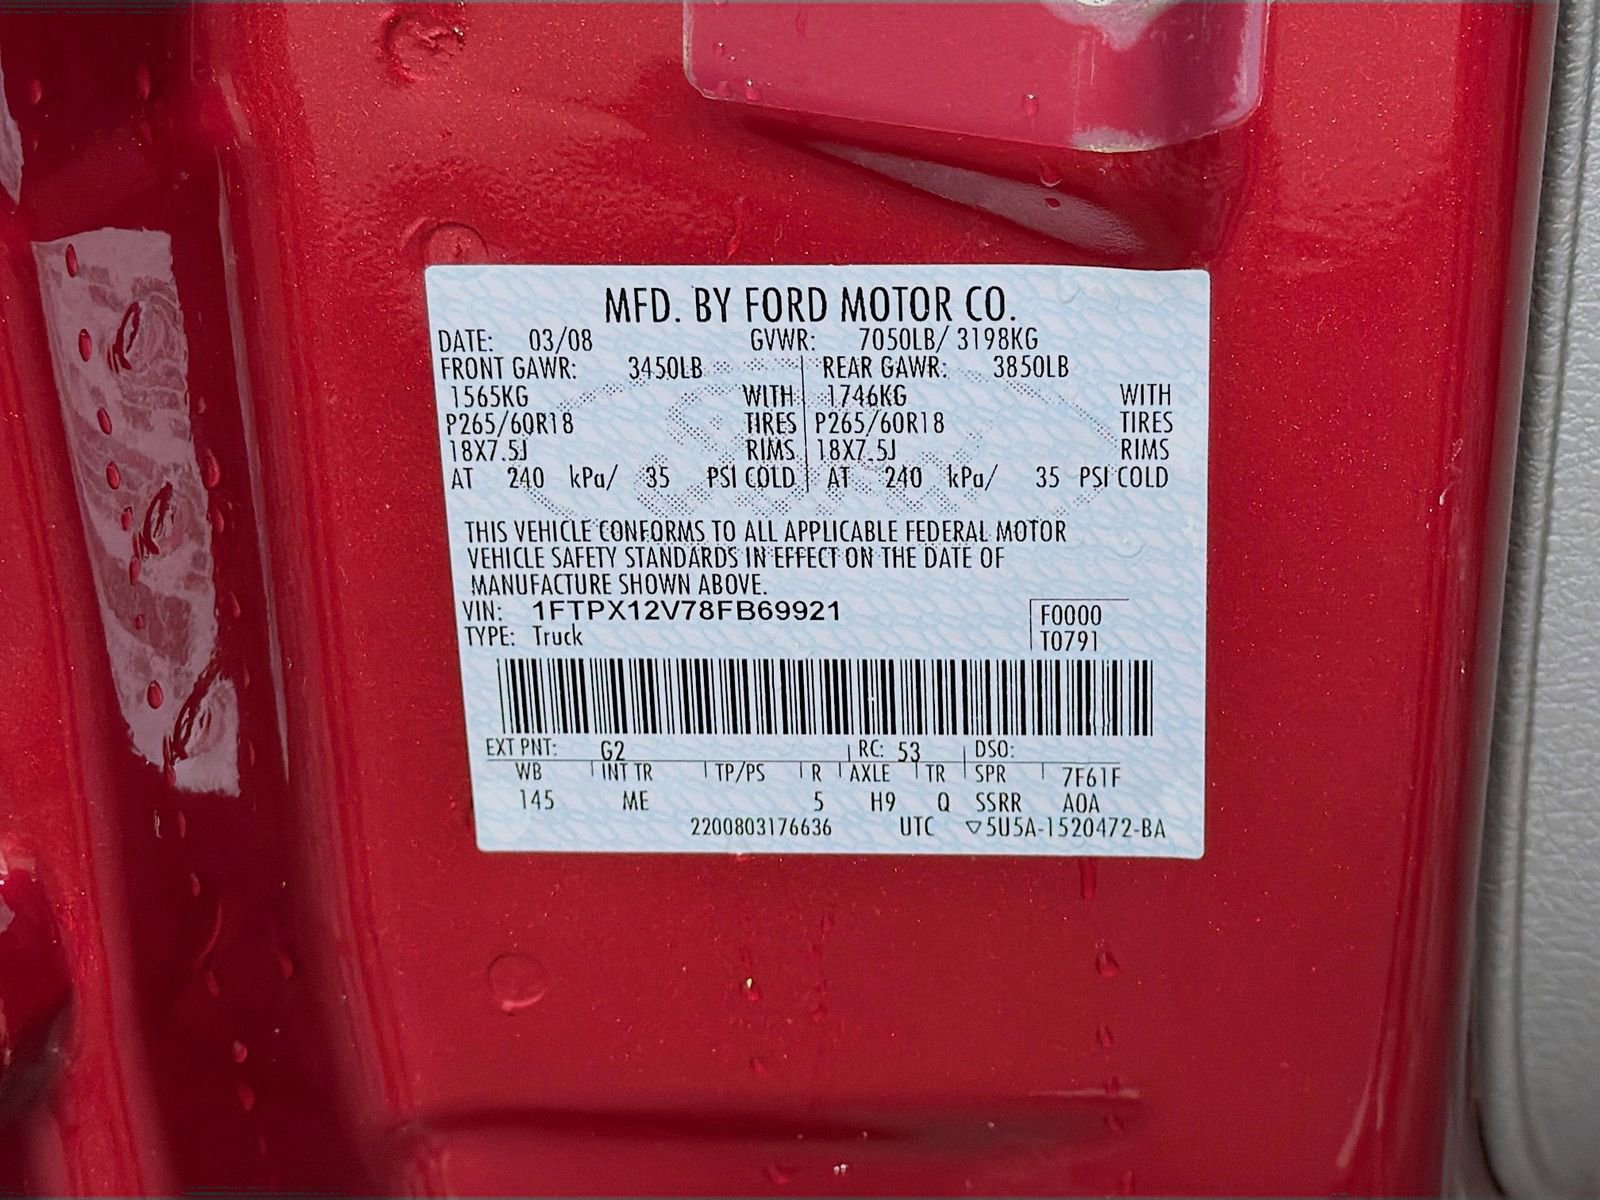 MFD. BY FORD MOTOR CO.
DATE: 03/08 GVWR: 7050LB/ 3198KG
FRONT GAWR: 3450LB REAR GAWR: 3850LB
1565KG WITH 1746KG WITH
P265/60R18 TIRES P265/60R18 TIRES
18X7.5J RIMS 18X7.5J RIMS
AT 240 kPa/ 35 PSI COLD AT 240 kPa/ 35 PSI COLD
THIS VEHICLE CONFORMS TO ALL APPLICABLE FEDERAL MOTOR
VEHICLE SAFETY STANDARDS IN EFFECT ON THE DATE OF
MANUFACTURE SHOWN ABOVE.
VIN: 1FTPX12V78FB69921 F0000
TYPE: Truck T0791
EXT PNT: G2 RC: 53 DSO:
WB INT TR TP/PS R AXLE TR SPR 7F61F
145 ME 5 H9 Q SSRR A0A
2200803176636 UTC ▽5U5A-1520472-BA